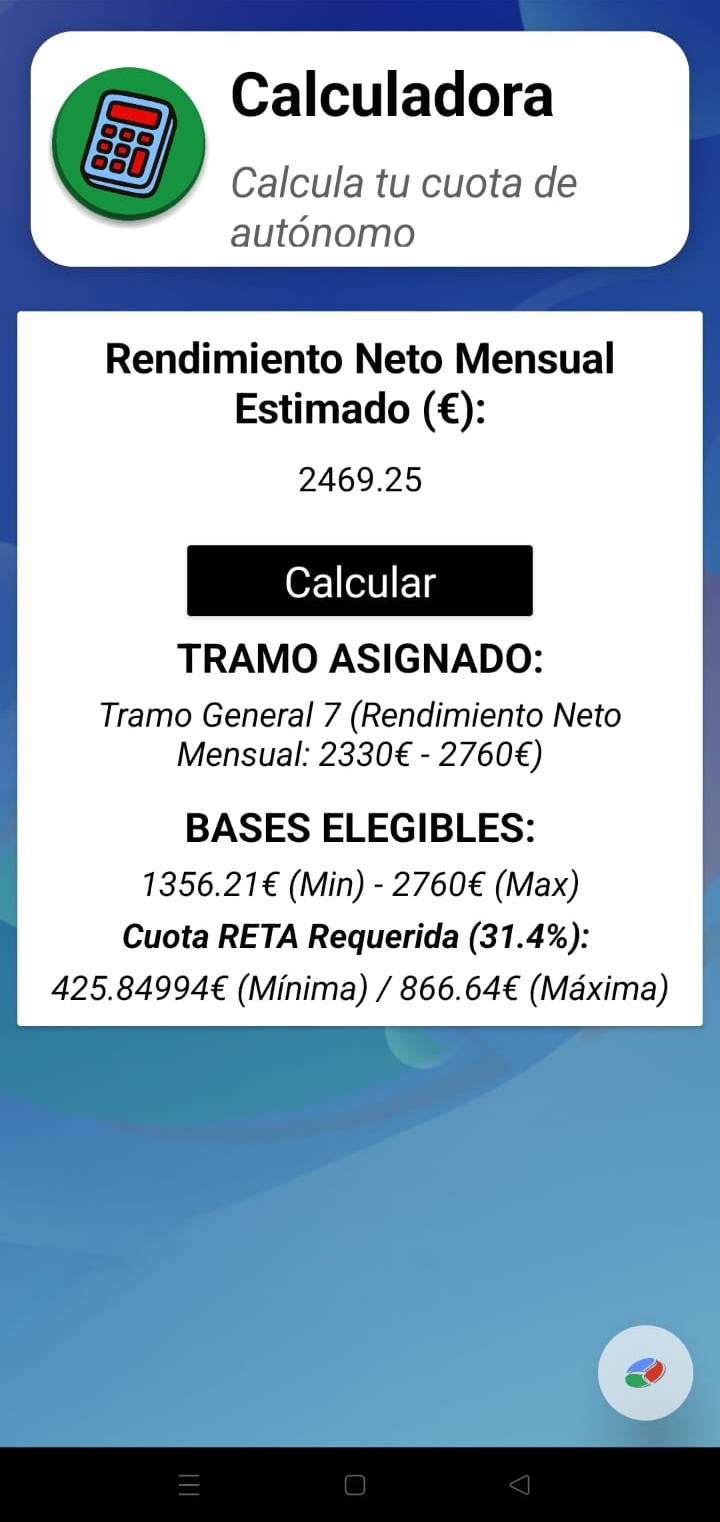 Calculadora
Calcula tu cuota de
autónomo
Rendimiento Neto Mensual
Estimado (€):
2469.25
Calcular
TRAMO ASIGNADO:
Tramo General 7 (Rendimiento Neto
Mensual: 2330€ - 2760€)
BASES ELEGIBLES:
1356.21€ (Min) - 2760€ (Max)
Cuota RETA Requerida (31.4%):
425.84994€ (Mínima) / 866.64€ (Máxima)